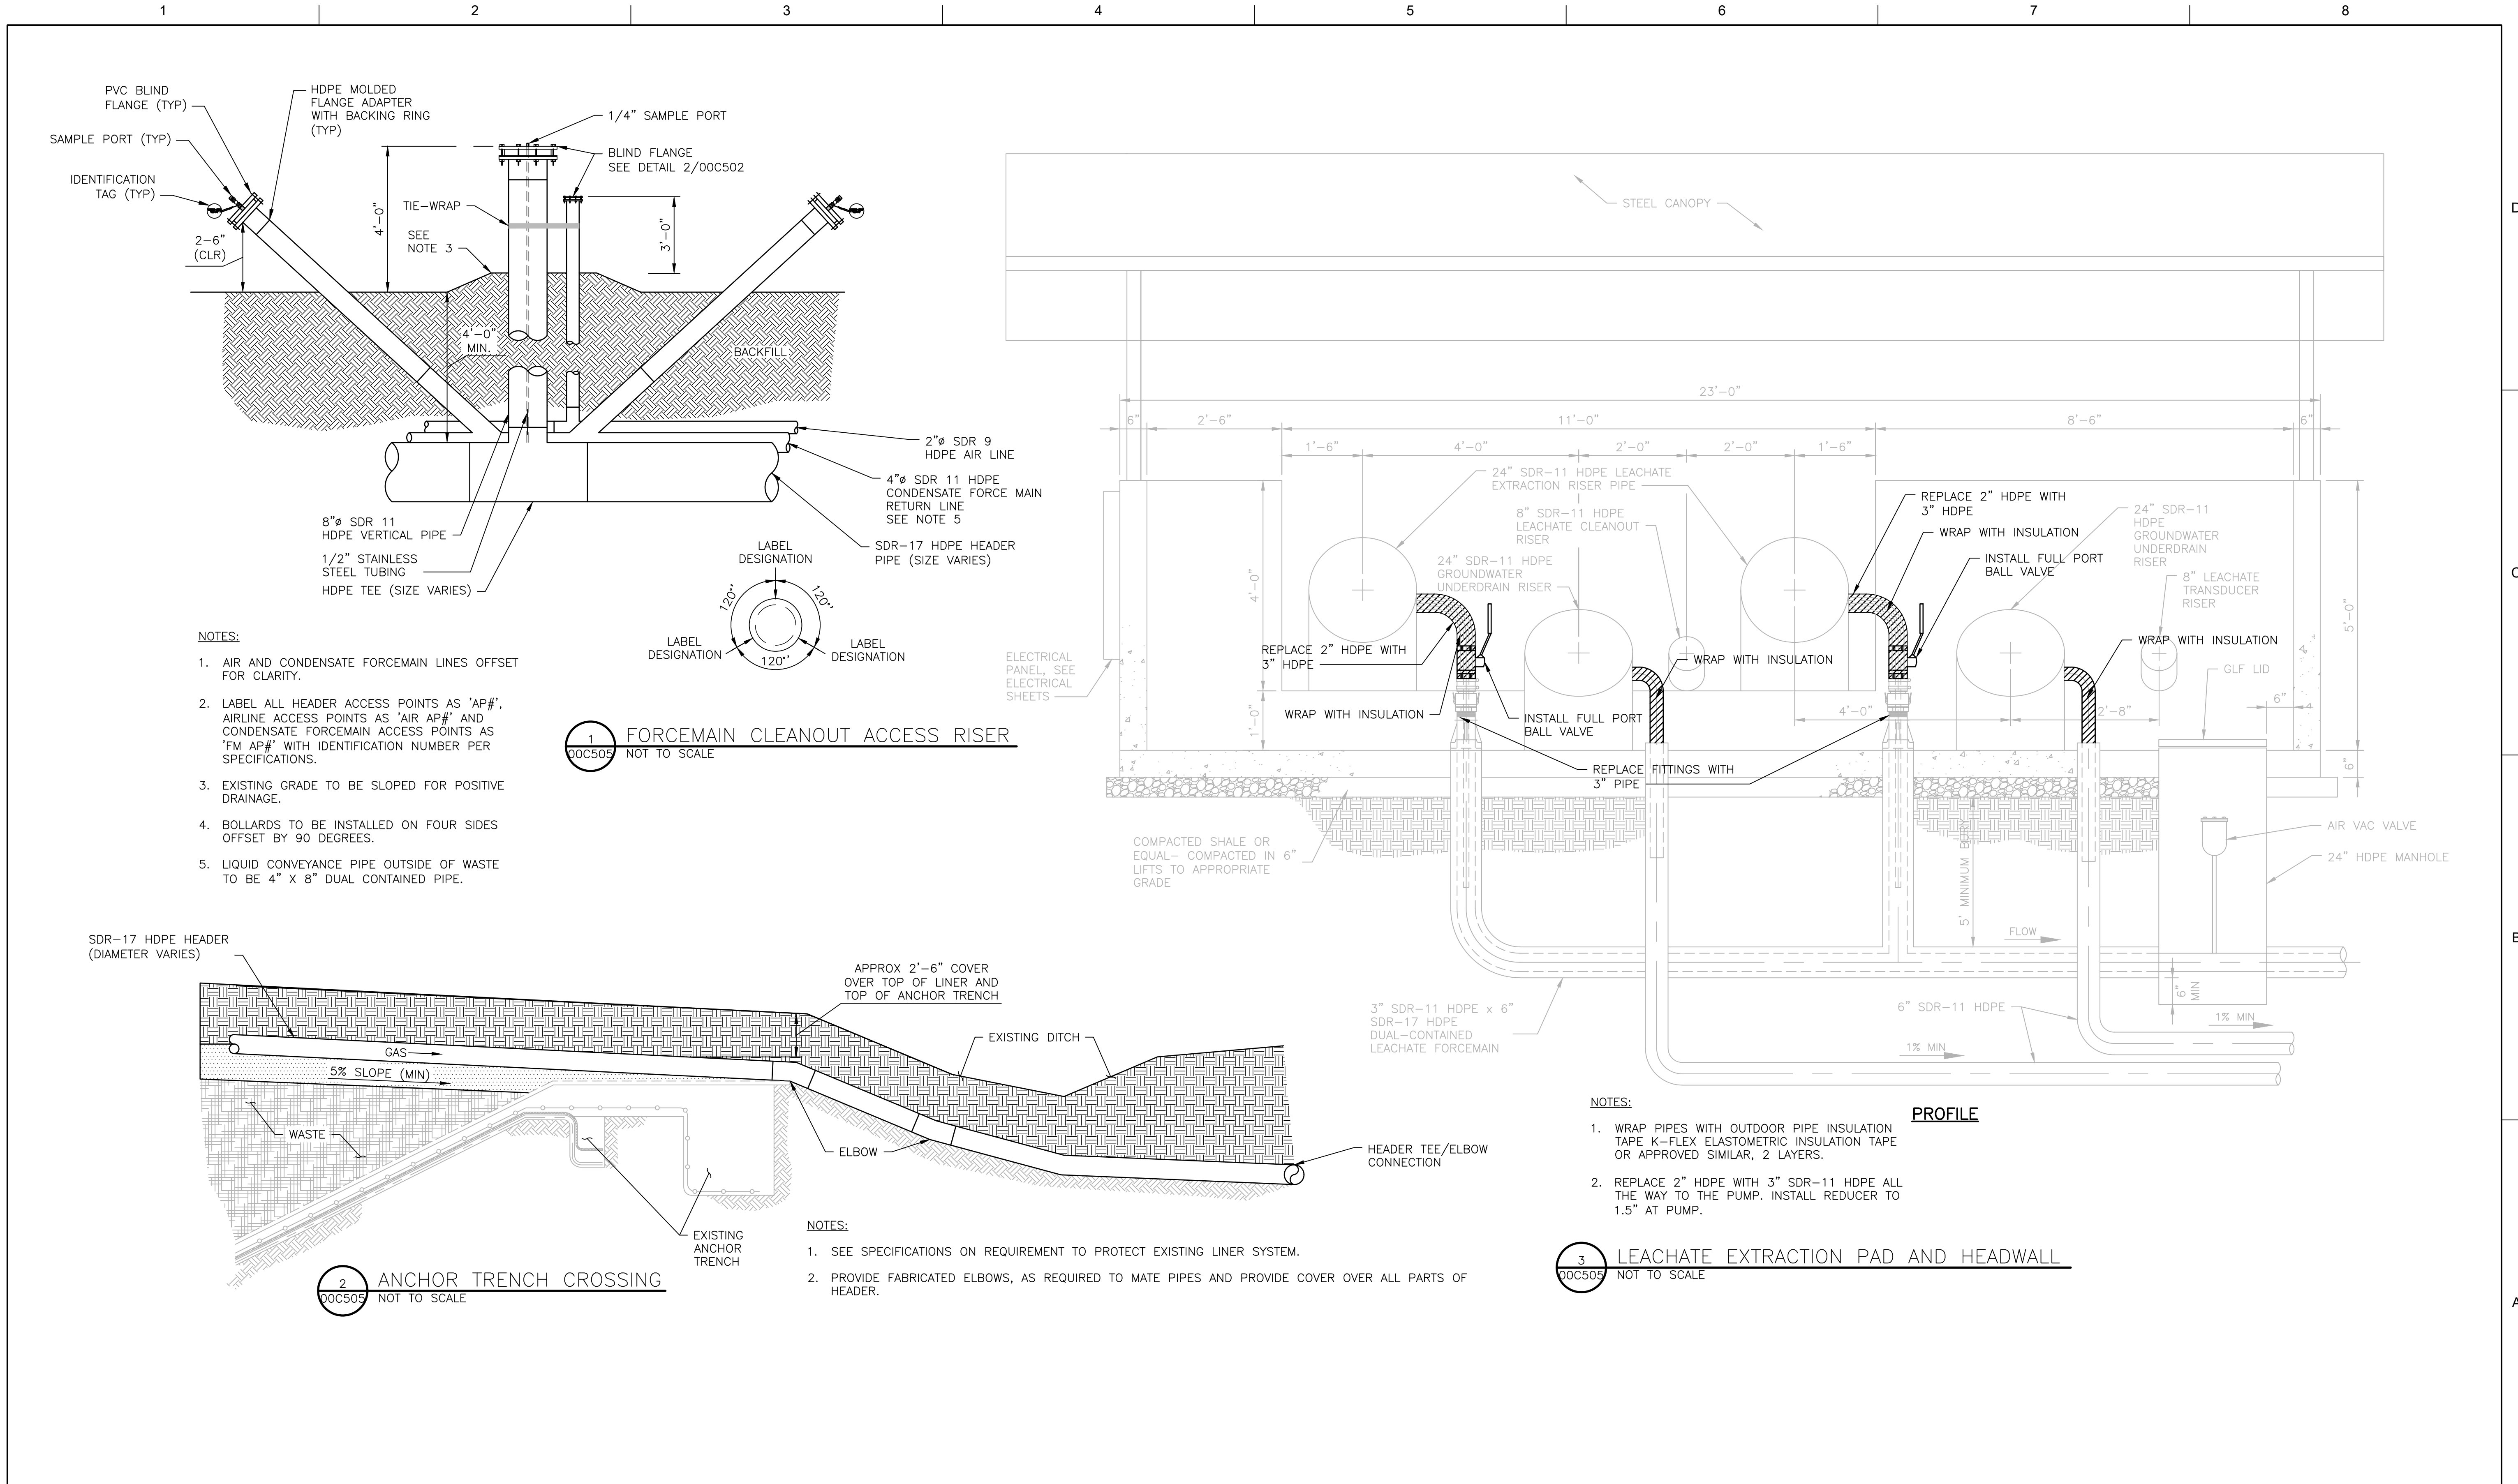 1 2 3 4 5 6 7 8
D
C
B
A
PVC BLIND
FLANGE (TYP)
HDPE MOLDED
FLANGE ADAPTER
WITH BACKING RING
(TYP)
SAMPLE PORT (TYP)
IDENTIFICATION
TAG (TYP)
2-6"
(CLR)
4'-0"
TIE-WRAP
SEE
NOTE 3
1/4" SAMPLE PORT
BLIND FLANGE
SEE DETAIL 2/00C502
3'-0"
4'-0"
MIN.
BACKFILL
2"ø SDR 9
HDPE AIR LINE
4"ø SDR 11 HDPE
CONDENSATE FORCE MAIN
RETURN LINE
SEE NOTE 5
SDR-17 HDPE HEADER
PIPE (SIZE VARIES)
8"ø SDR 11
HDPE VERTICAL PIPE
1/2" STAINLESS
STEEL TUBING
HDPE TEE (SIZE VARIES)
LABEL
DESIGNATION
120°'
120°'
120°'
LABEL
DESIGNATION
LABEL
DESIGNATION
NOTES:
1. AIR AND CONDENSATE FORCEMAIN LINES OFFSET
FOR CLARITY.
2. LABEL ALL HEADER ACCESS POINTS AS 'AP#',
AIRLINE ACCESS POINTS AS 'AIR AP#' AND
CONDENSATE FORCEMAIN ACCESS POINTS AS
'FM AP#' WITH IDENTIFICATION NUMBER PER
SPECIFICATIONS.
3. EXISTING GRADE TO BE SLOPED FOR POSITIVE
DRAINAGE.
4. BOLLARDS TO BE INSTALLED ON FOUR SIDES
OFFSET BY 90 DEGREES.
5. LIQUID CONVEYANCE PIPE OUTSIDE OF WASTE
TO BE 4" X 8" DUAL CONTAINED PIPE.
1
00C505
FORCEMAIN CLEANOUT ACCESS RISER
NOT TO SCALE
SDR-17 HDPE HEADER
(DIAMETER VARIES)
APPROX 2'-6" COVER
OVER TOP OF LINER AND
TOP OF ANCHOR TRENCH
GAS
5% SLOPE (MIN)
WASTE
EXISTING DITCH
ELBOW
HEADER TEE/ELBOW
CONNECTION
EXISTING
ANCHOR
TRENCH
NOTES:
1. SEE SPECIFICATIONS ON REQUIREMENT TO PROTECT EXISTING LINER SYSTEM.
2. PROVIDE FABRICATED ELBOWS, AS REQUIRED TO MATE PIPES AND PROVIDE COVER OVER ALL PARTS OF
HEADER.
2
00C505
ANCHOR TRENCH CROSSING
NOT TO SCALE
STEEL CANOPY
23'-0"
6" 2'-6" 11'-0" 8'-6" 6"
1'-6" 4'-0" 2'-0" 2'-0" 1'-6"
24" SDR-11 HDPE LEACHATE
EXTRACTION RISER PIPE
8" SDR-11 HDPE
LEACHATE CLEANOUT
RISER
24" SDR-11 HDPE
GROUNDWATER
UNDERDRAIN RISER
REPLACE 2" HDPE WITH
3" HDPE
WRAP WITH INSULATION
INSTALL FULL PORT
BALL VALVE
24" SDR-11
HDPE
GROUNDWATER
UNDERDRAIN
RISER
8" LEACHATE
TRANSDUCER
RISER
4'-0"
1'-0"
5'-0"
6"
ELECTRICAL
PANEL, SEE
ELECTRICAL
SHEETS
REPLACE 2" HDPE WITH
3" HDPE
WRAP WITH INSULATION
WRAP WITH INSULATION
WRAP WITH INSULATION
GLF LID
6"
4'-0" 2'-8"
INSTALL FULL PORT
BALL VALVE
REPLACE FITTINGS WITH
3" PIPE
COMPACTED SHALE OR
EQUAL- COMPACTED IN 6"
LIFTS TO APPROPRIATE
GRADE
5' MINIMUM BURY
AIR VAC VALVE
24" HDPE MANHOLE
FLOW
6"
MIN
3" SDR-11 HDPE x 6"
SDR-17 HDPE
DUAL-CONTAINED
LEACHATE FORCEMAIN
6" SDR-11 HDPE
1% MIN
1% MIN
PROFILE
NOTES:
1. WRAP PIPES WITH OUTDOOR PIPE INSULATION
TAPE K-FLEX ELASTOMETRIC INSULATION TAPE
OR APPROVED SIMILAR, 2 LAYERS.
2. REPLACE 2" HDPE WITH 3" SDR-11 HDPE ALL
THE WAY TO THE PUMP. INSTALL REDUCER TO
1.5" AT PUMP.
3
00C505
LEACHATE EXTRACTION PAD AND HEADWALL
NOT TO SCALE